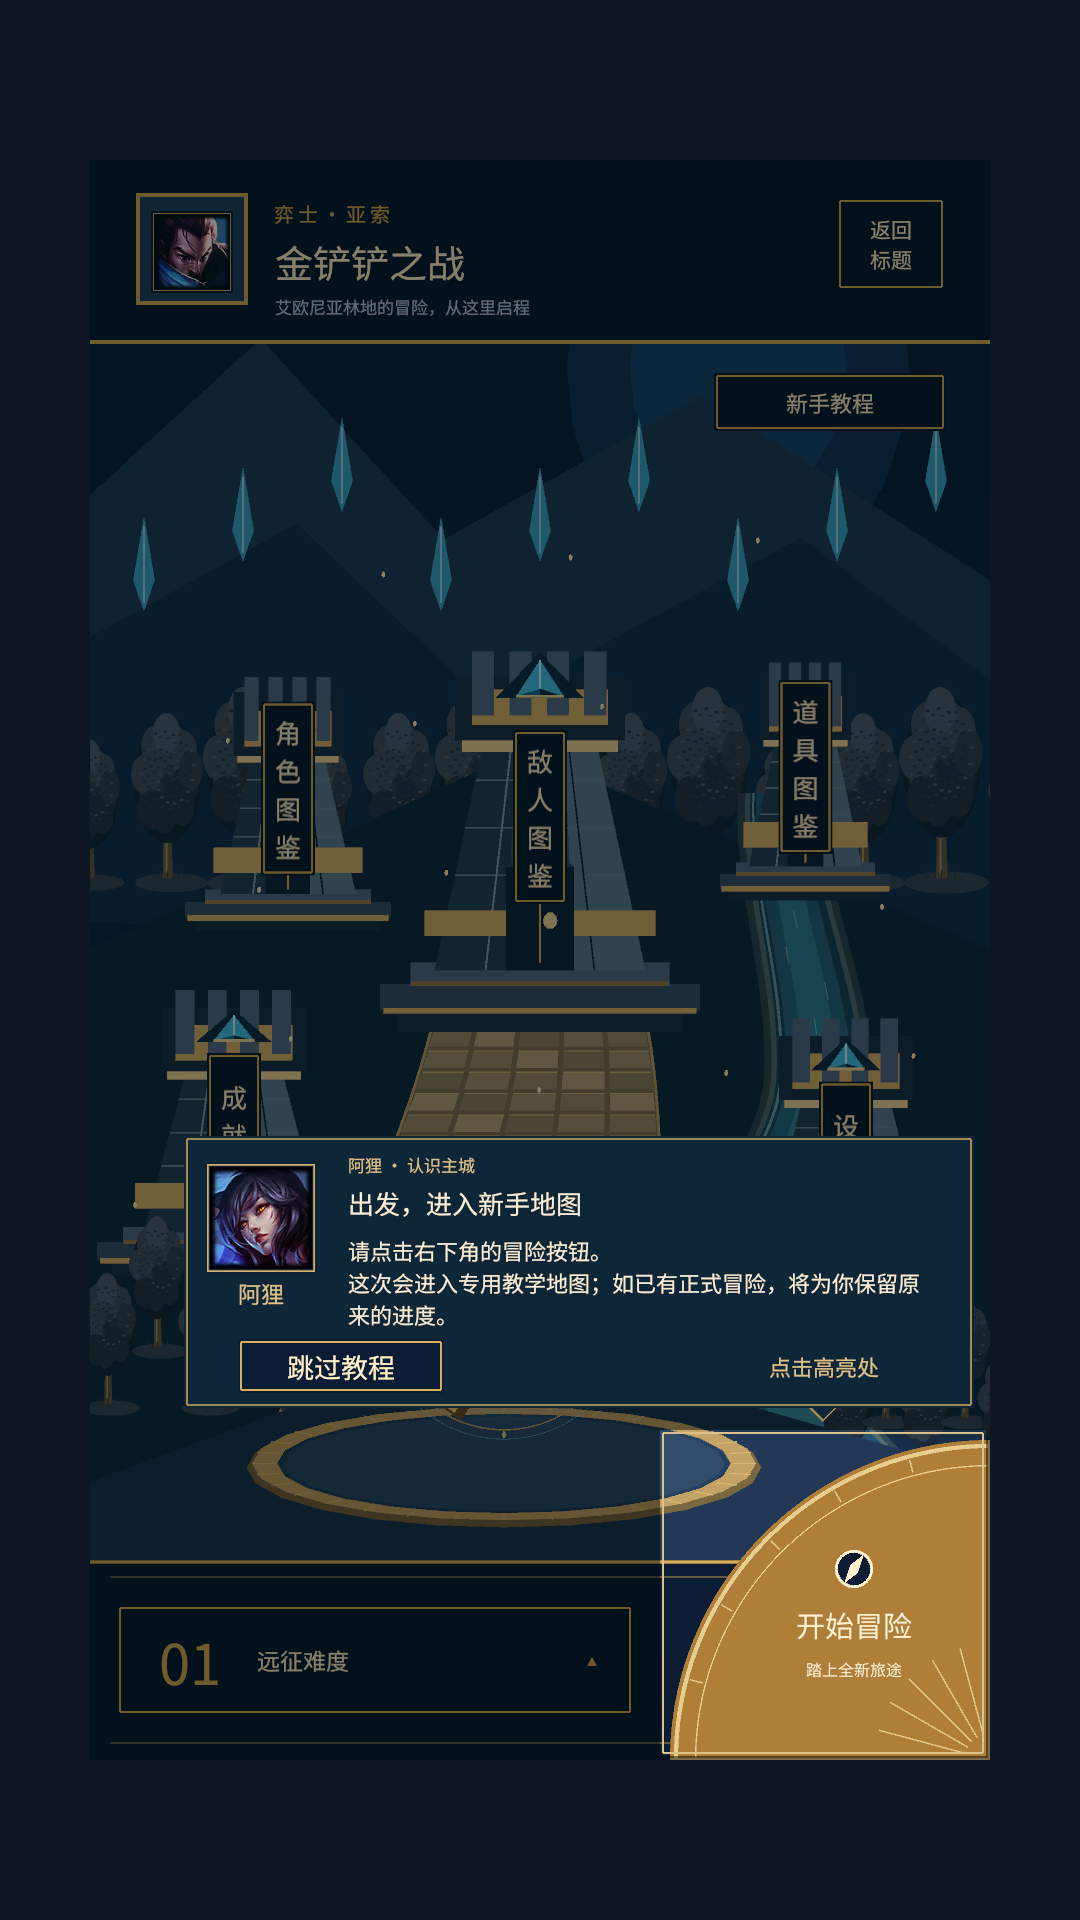 弈士·亚索
金铲铲之战
艾欧尼亚林地的冒险，从这里启程
返回
标题
新手教程
角色图鉴
敌人图鉴
道具图鉴
成就
设
阿狸 · 认识主城
出发，进入新手地图
请点击右下角的冒险按钮。
这次会进入专用教学地图；如已有正式冒险，将为你保留原
来的进度。
阿狸
跳过教程
点击高亮处
开始冒险
踏上全新旅途
01
远征难度